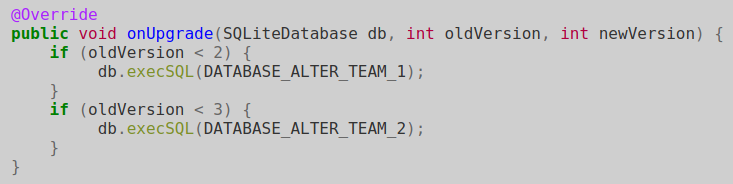 @Override
public void onUpgrade(SQLiteDatabase db, int oldVersion, int newVersion) {
    if (oldVersion < 2) {
         db.execSQL(DATABASE_ALTER_TEAM_1);
    }
    if (oldVersion < 3) {
         db.execSQL(DATABASE_ALTER_TEAM_2);
    }
}